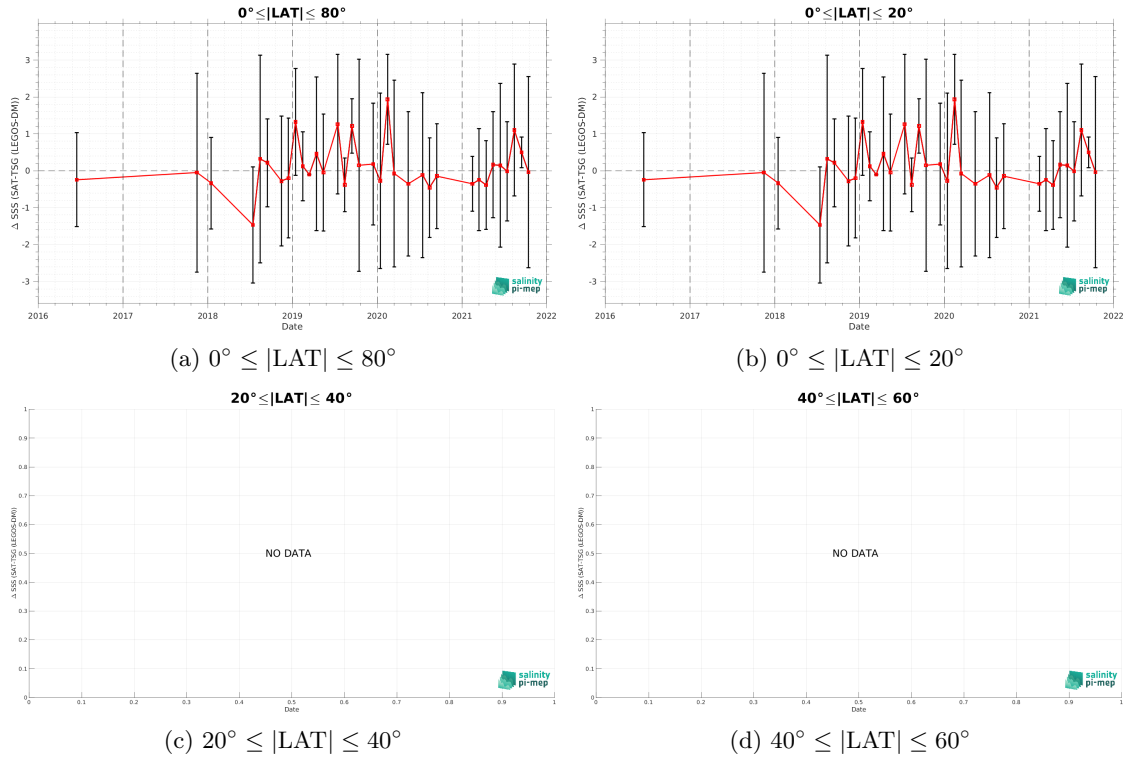 0°≤|LAT|≤ 80°
3
2
1
0
-1
-2
-3
Δ SSS (SAT-TSG (LEGOS-DM))
2016 2017 2018 2019 2020 2021 2022
Date
salinity
pi-mep
(a) 0° ≤ |LAT| ≤ 80°
0°≤|LAT|≤ 20°
3
2
1
0
-1
-2
-3
Δ SSS (SAT-TSG (LEGOS-DM))
2016 2017 2018 2019 2020 2021 2022
Date
salinity
pi-mep
(b) 0° ≤ |LAT| ≤ 20°
20°≤|LAT|≤ 40°
1
0.9
0.8
0.7
0.6
0.5
0.4
0.3
0.2
0.1
0
Δ SSS (SAT-TSG (LEGOS-DM))
NO DATA
0 0.1 0.2 0.3 0.4 0.5 0.6 0.7 0.8 0.9 1
Date
salinity
pi-mep
(c) 20° ≤ |LAT| ≤ 40°
40°≤|LAT|≤ 60°
1
0.9
0.8
0.7
0.6
0.5
0.4
0.3
0.2
0.1
0
Δ SSS (SAT-TSG (LEGOS-DM))
NO DATA
0 0.1 0.2 0.3 0.4 0.5 0.6 0.7 0.8 0.9 1
Date
salinity
pi-mep
(d) 40° ≤ |LAT| ≤ 60°